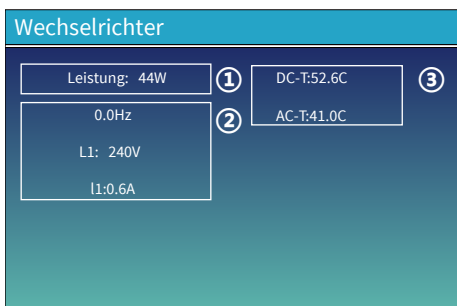 Wechselrichter
Leistung: 44W
①
0.0Hz
L1: 240V
l1:0.6A
②
DC-T:52.6C
AC-T:41.0C
③